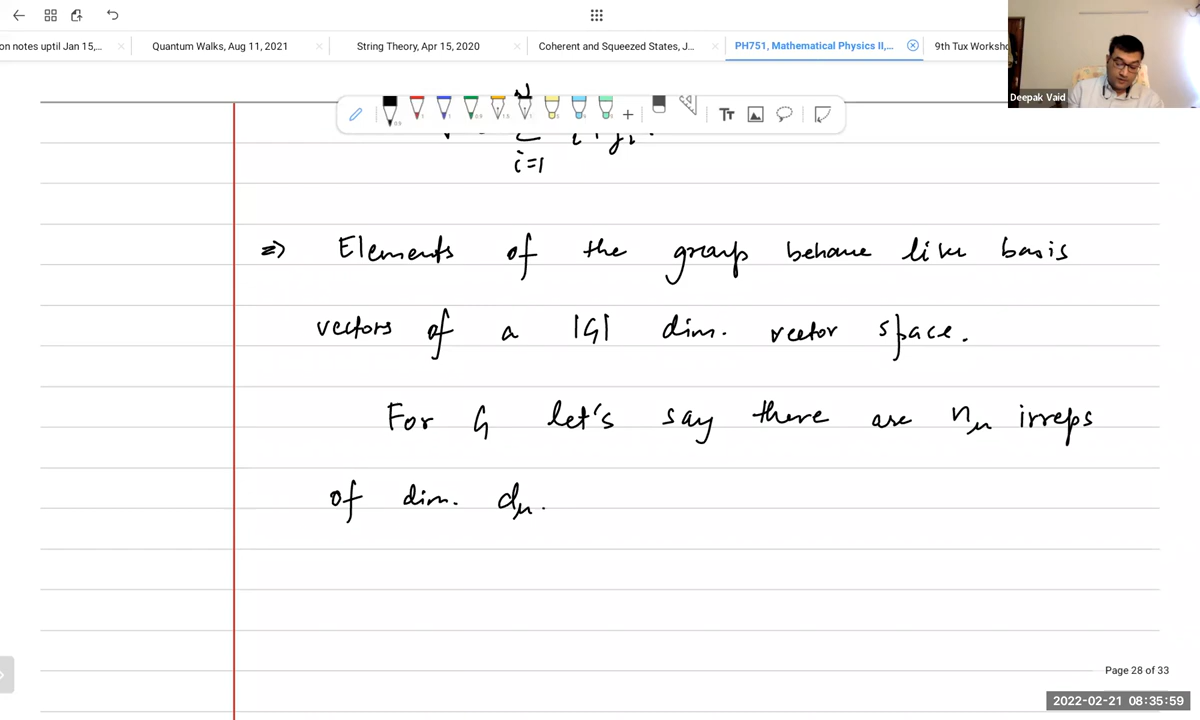 on notes uptil Jan 15,...
Quantum Walks, Aug 11, 2021
String Theory, Apr 15, 2020
Coherent and Squeezed States, J...
PH751, Mathematical Physics II,...
9th Tux Worksho
Deepak Vaid
Tт
i=1
=> Elements of the group behave like basis
vectors of a |G| dim. vector space.
For G let's say there are nμ irreps
of dim. dμ.
Page 28 of 33
2022-02-21 08:35:59